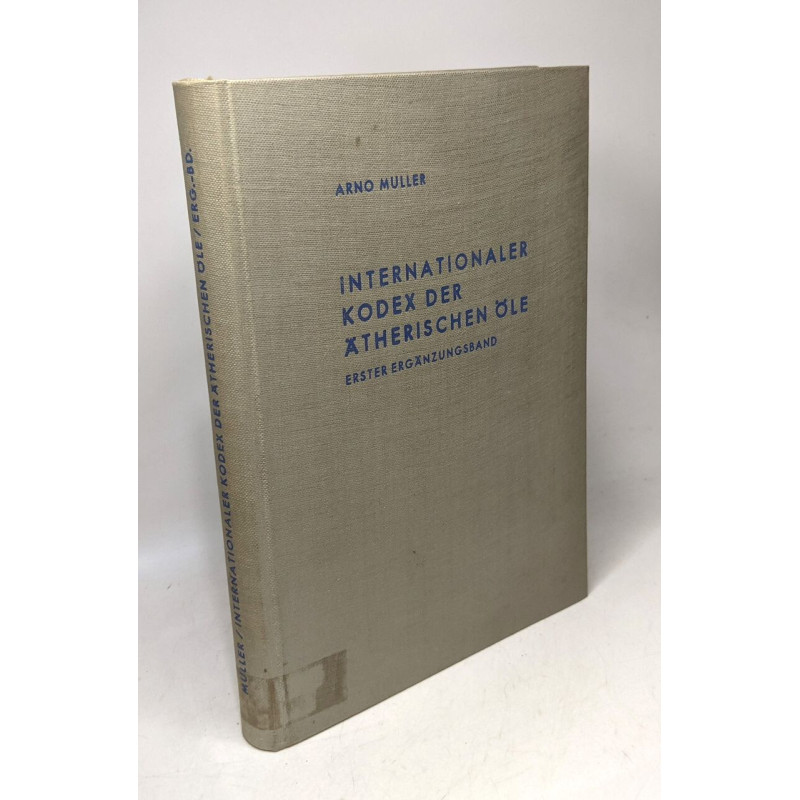 ARNO MULLER
INTERNATIONALER
KODEX DER
ÄTHERISCHEN ÖLE
ERSTER ERGÄNZUNGSBAND
MULLER / INTERNATIONALER KODEX DER ÄTHERISCHEN ÖLE / ERG.-BD.